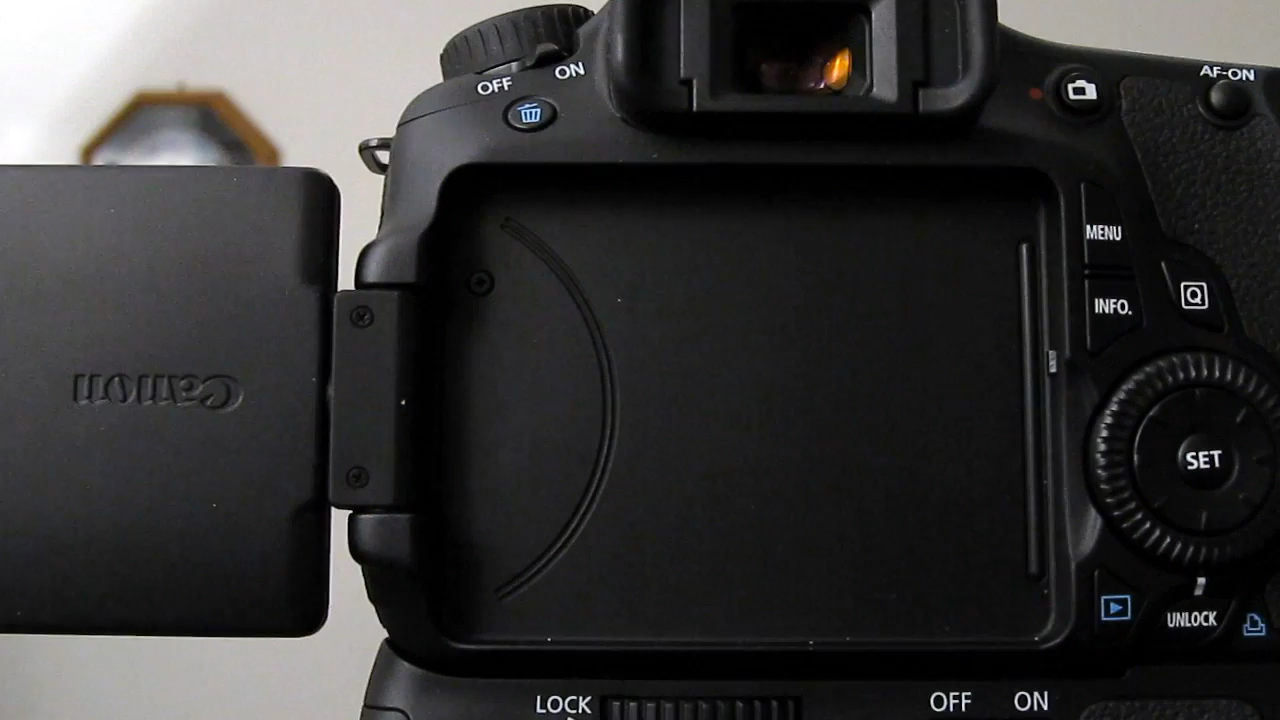 OFF ON
AF-ON
MENU
INFO.
Q
Canon
SET
UNLOCK
LOCK
OFF ON